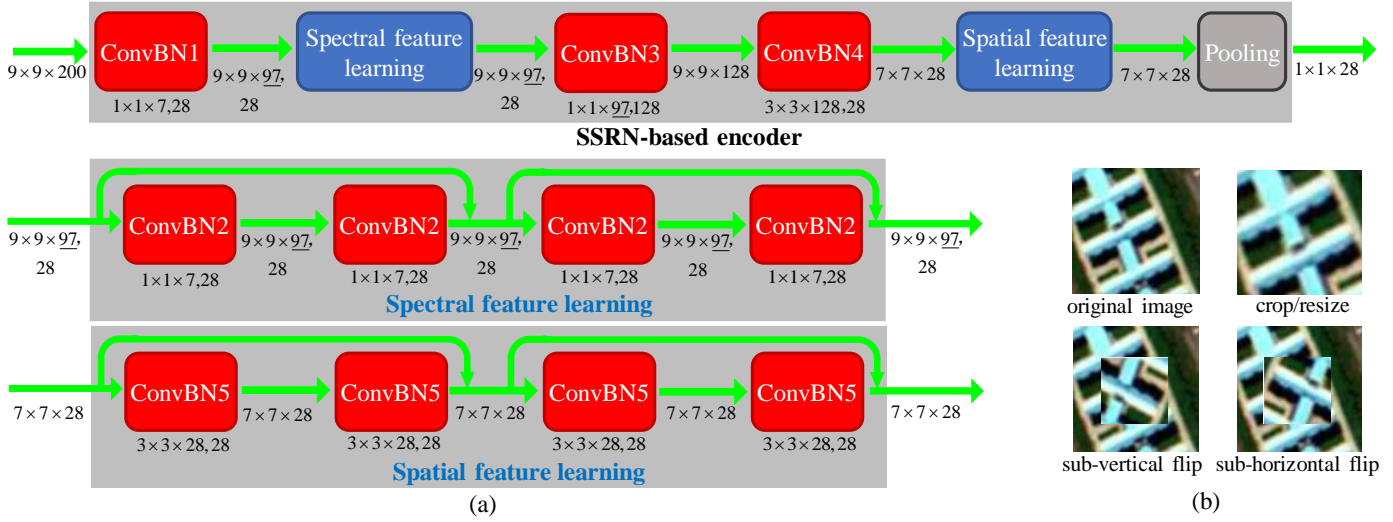 ConvBN1
Spectral feature
learning
ConvBN3
ConvBN4
Spatial feature
learning
Pooling
9×9×200
9×9×97,
28
9×9×97,
28
9×9×128
7×7×28
7×7×28
1×1×28
1×1×7,28
1×1×97,128
3×3×128,28
SSRN-based encoder
ConvBN2
ConvBN2
ConvBN2
ConvBN2
9×9×97,
28
9×9×97,
28
9×9×97,
28
9×9×97,
28
9×9×97,
28
1×1×7,28
1×1×7,28
1×1×7,28
1×1×7,28
Spectral feature learning
ConvBN5
ConvBN5
ConvBN5
ConvBN5
7×7×28
7×7×28
7×7×28
7×7×28
7×7×28
3×3×28,28
3×3×28,28
3×3×28,28
3×3×28,28
Spatial feature learning
(a)
original image
crop/resize
sub-vertical flip
sub-horizontal flip
(b)